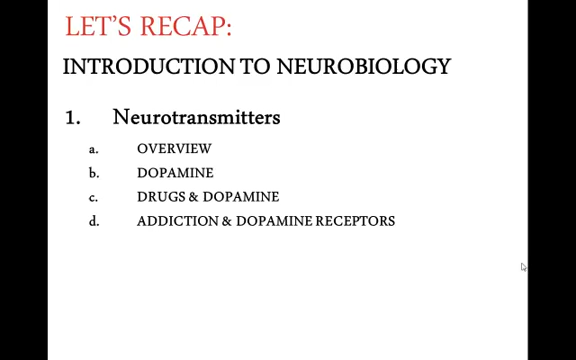 LET'S RECAP:
INTRODUCTION TO NEUROBIOLOGY
1. Neurotransmitters
a. OVERVIEW
b. DOPAMINE
c. DRUGS & DOPAMINE
d. ADDICTION & DOPAMINE RECEPTORS